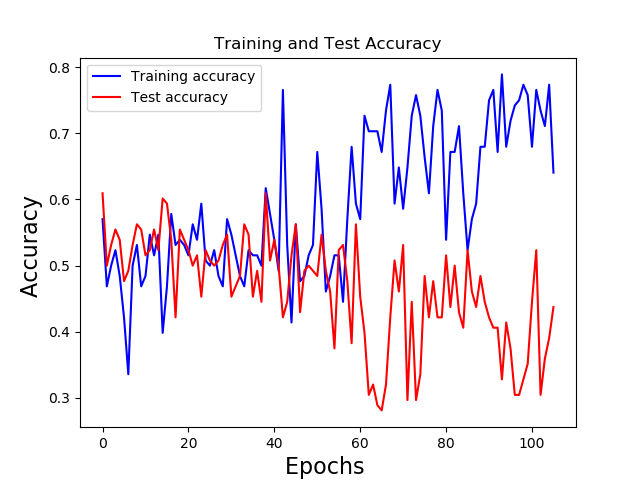 Training and Test Accuracy
Training accuracy
Test accuracy
0.8
0.7
0.6
0.5
0.4
0.3
Accuracy
0 20 40 60 80 100
Epochs